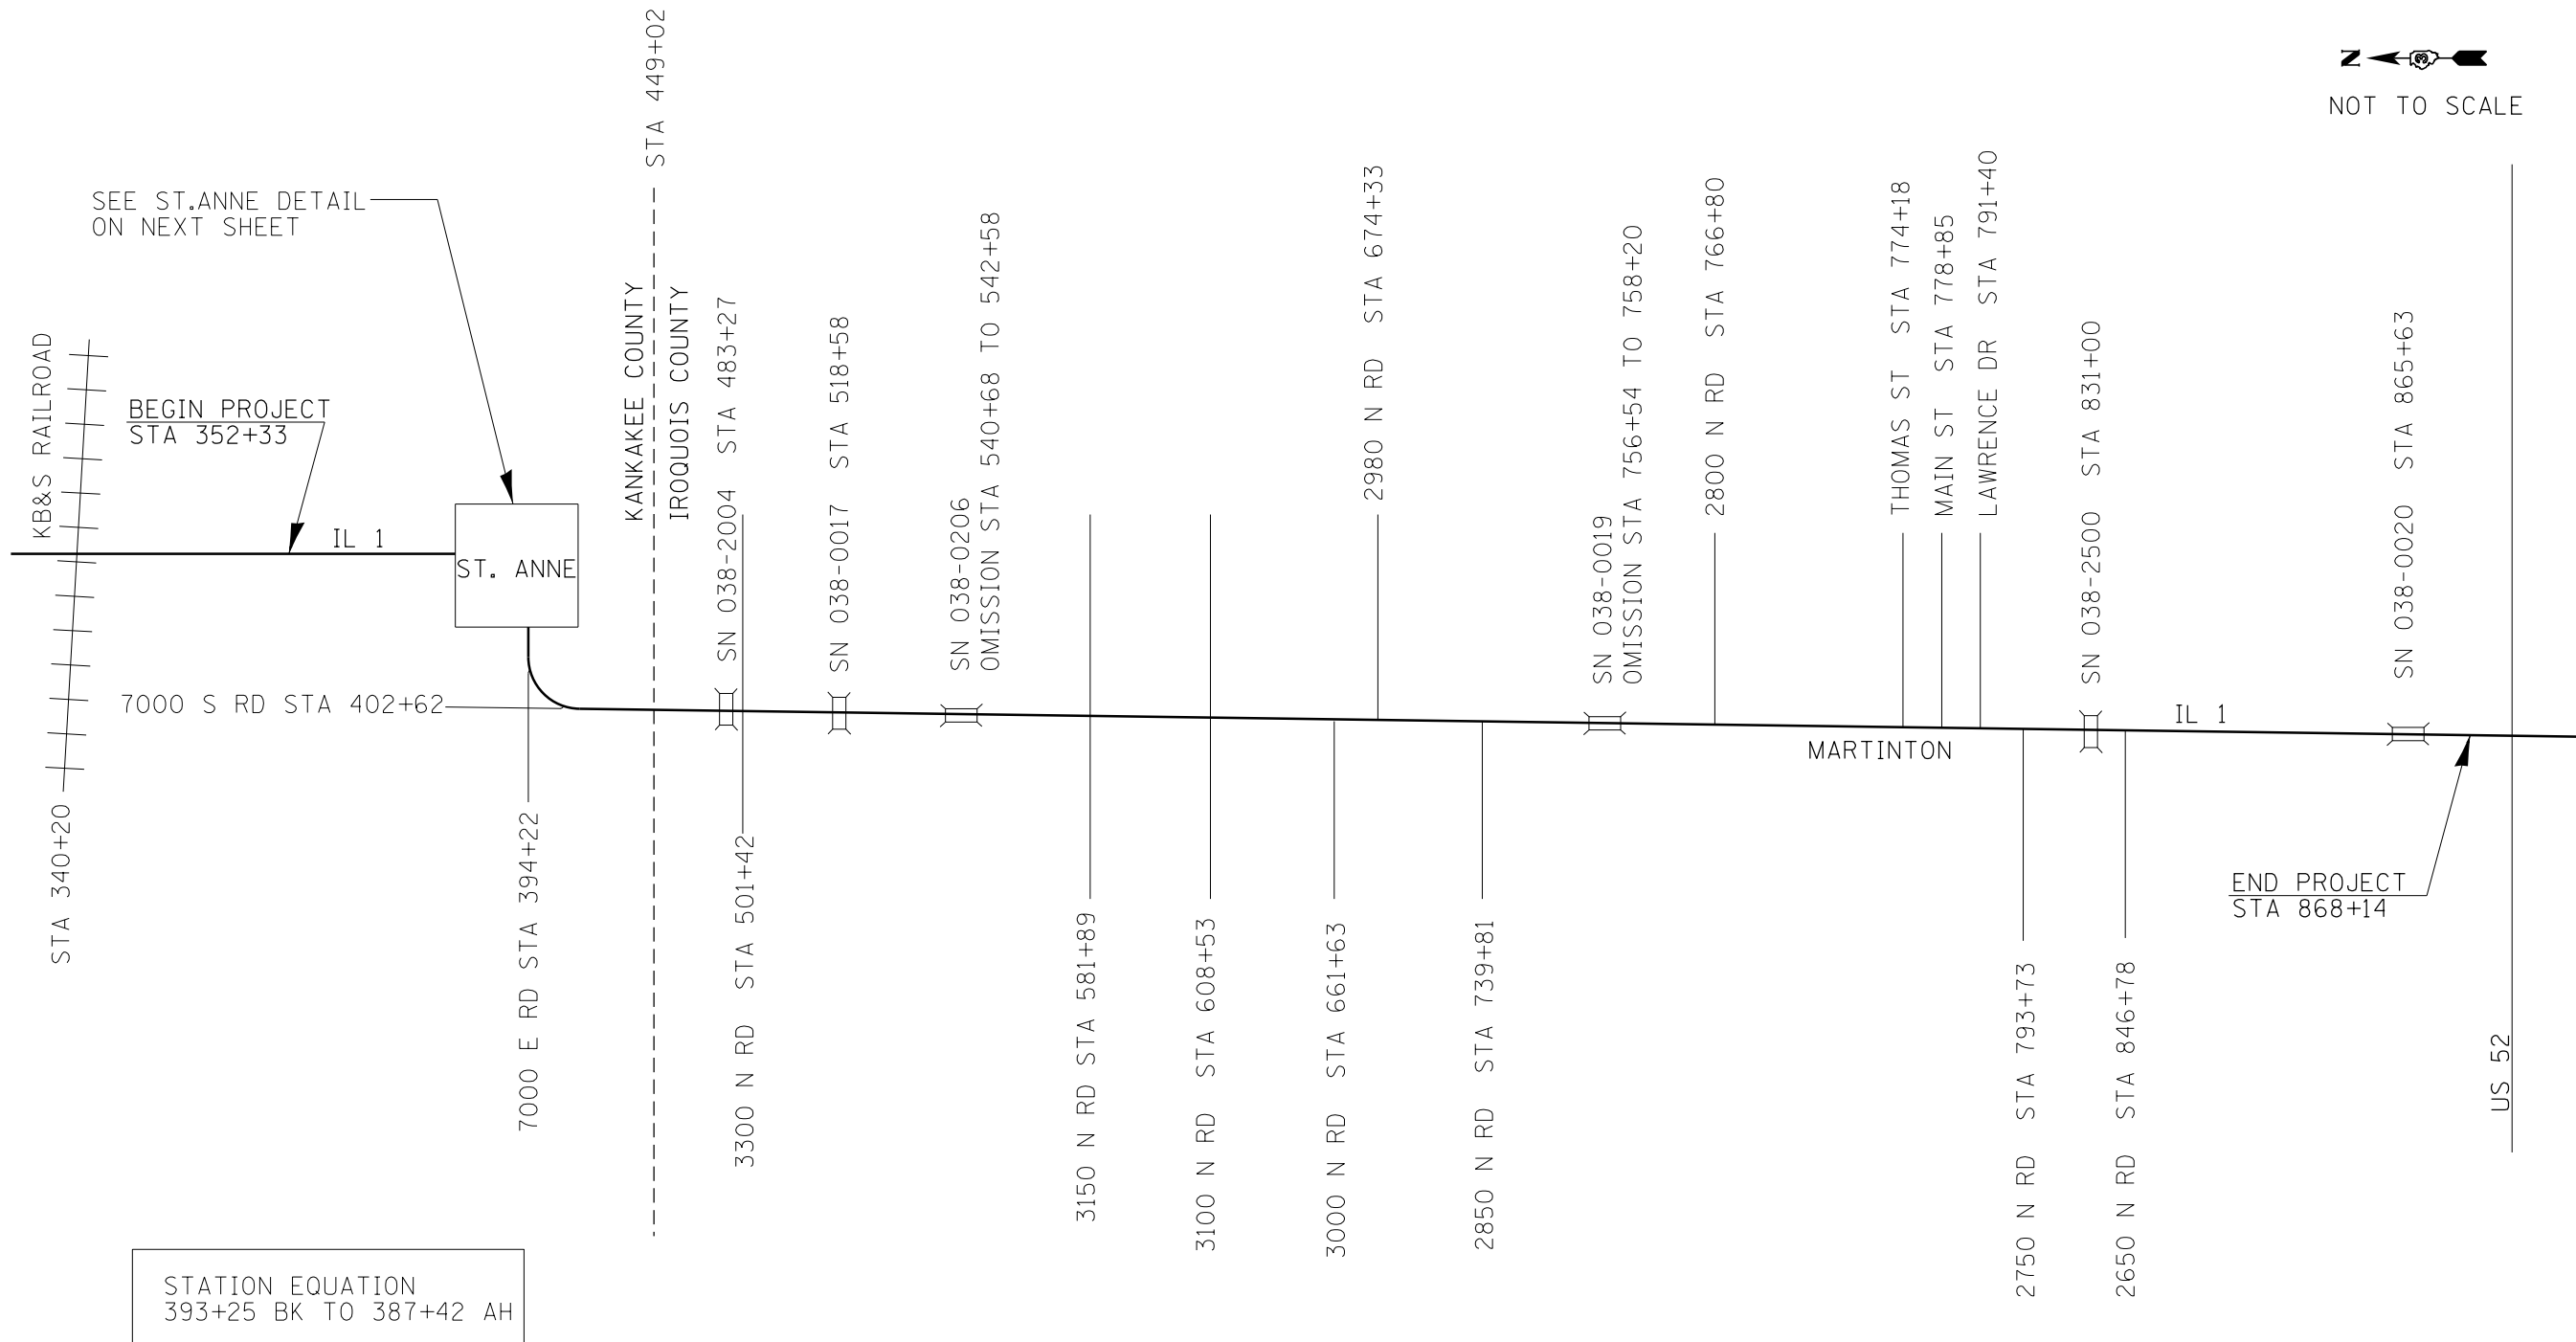 N
3
NOT TO SCALE
STA 449+02
SEE ST.ANNE DETAIL
ON NEXT SHEET
KB&S RAILROAD
BEGIN PROJECT
STA 352+33
IL 1
ST. ANNE
KANKAKEE COUNTY
IROQUOIS COUNTY
SN 038-2004 STA 483+27
SN 038-0017 STA 518+58
SN 038-0206
OMISSION STA 540+68 TO 542+58
2980 N RD STA 674+33
SN 038-0019
OMISSION STA 756+54 TO 758+20
2800 N RD STA 766+80
THOMAS ST STA 774+18
MAIN ST STA 778+85
LAWRENCE DR STA 791+40
SN 038-2500 STA 831+00
SN 038-0020 STA 865+63
7000 S RD STA 402+62
IL 1
MARTINTON
STA 340+20
7000 E RD STA 394+22
3300 N RD STA 501+42
3150 N RD STA 581+89
3100 N RD STA 608+53
3000 N RD STA 661+63
2850 N RD STA 739+81
2750 N RD STA 793+73
2650 N RD STA 846+78
END PROJECT
STA 868+14
US 52
STATION EQUATION
393+25 BK TO 387+42 AH